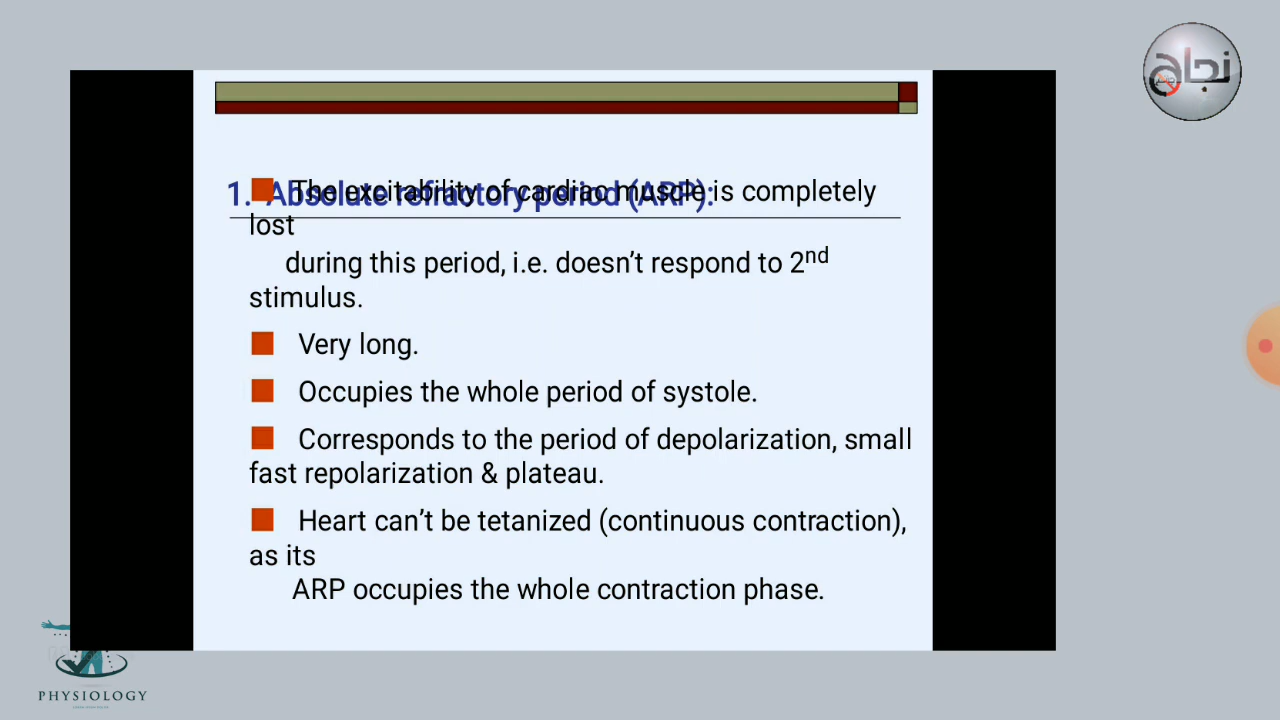 نجاح
1. Absolute refractory period (ARP):
The excitability of cardiac muscle is completely
lost
during this period, i.e. doesn’t respond to 2nd
stimulus.
Very long.
Occupies the whole period of systole.
Corresponds to the period of depolarization, small
fast repolarization & plateau.
Heart can’t be tetanized (continuous contraction),
as its
ARP occupies the whole contraction phase.
PHYSIOLOGY